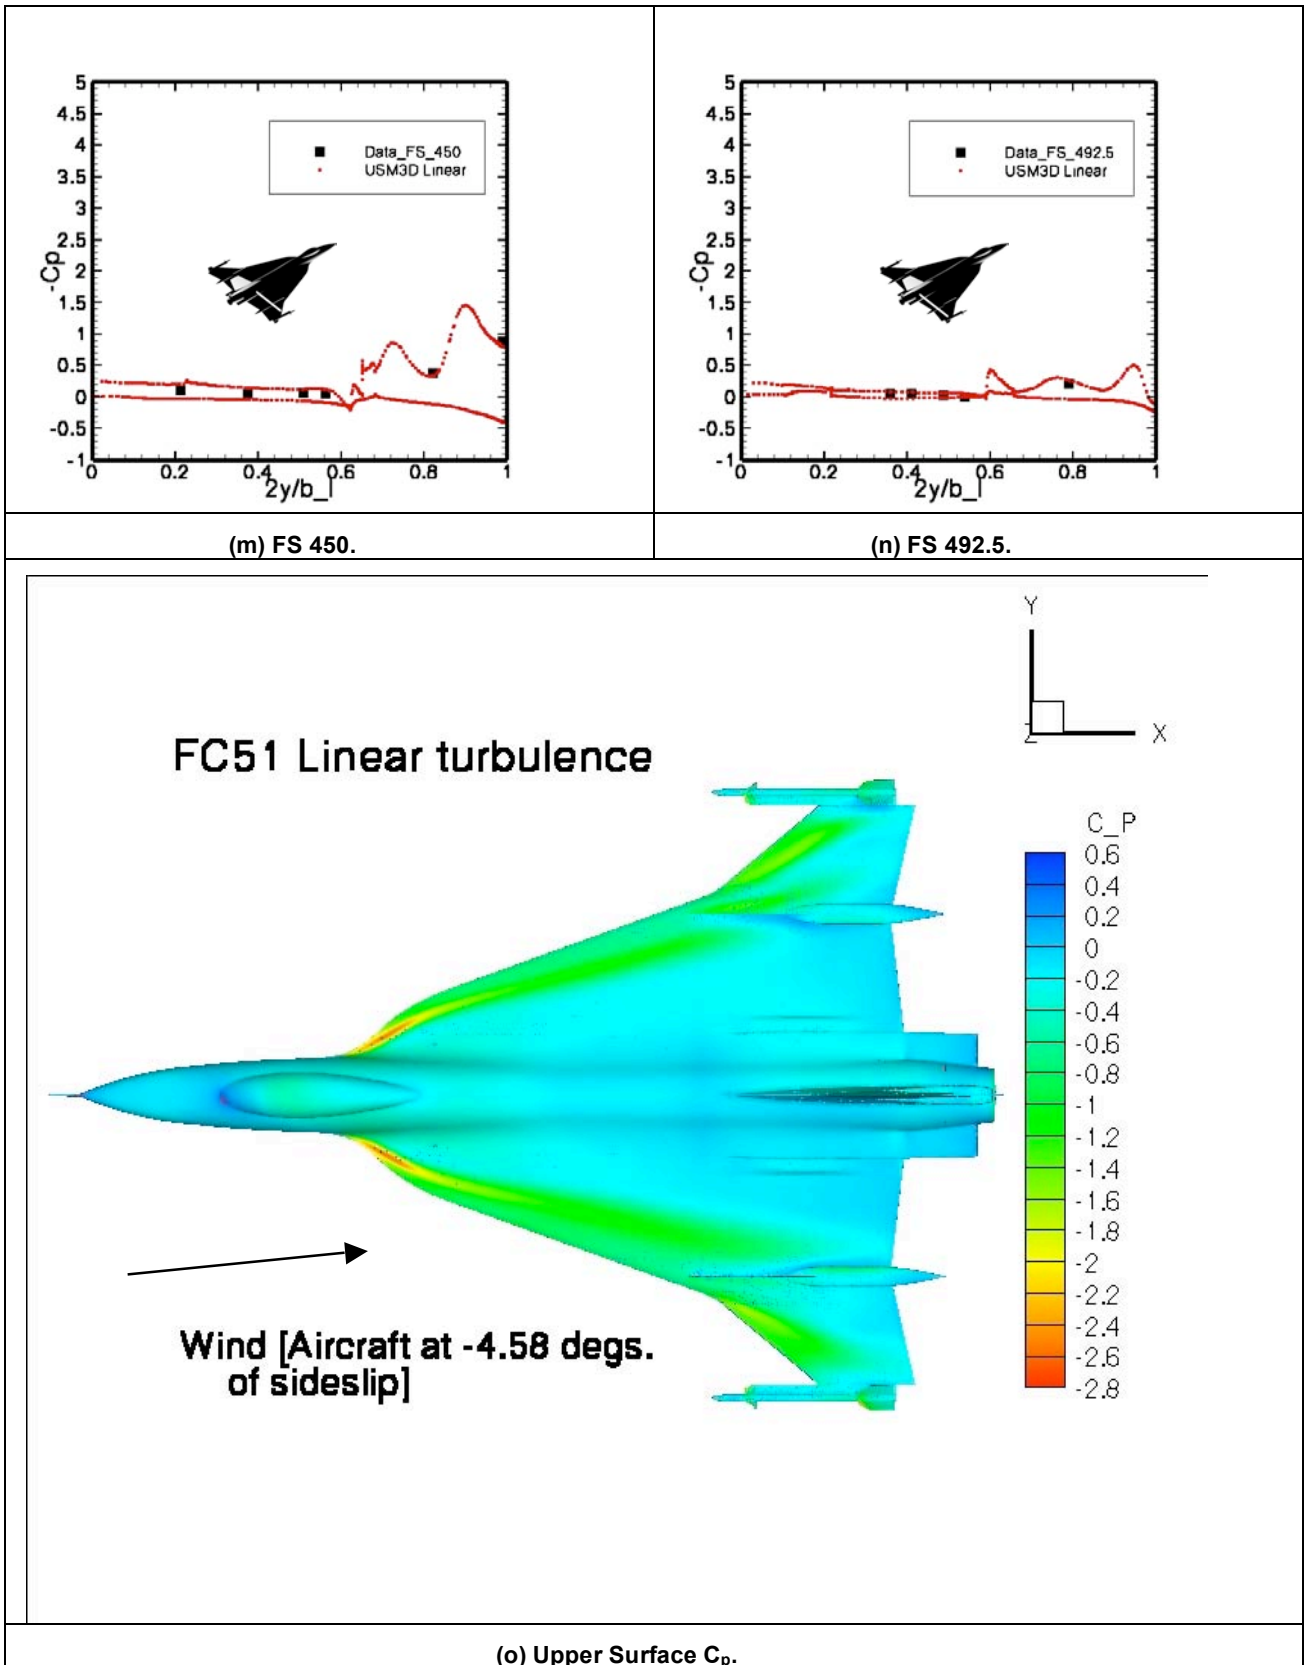 5
4.5
4
3.5
3
2.5
2
1.5
1
0.5
0
-0.5
-1
-Cp
Data_FS_450
USM3D Linear
0 0.2 0.4 0.6 0.8 1
2y/b_l
5
4.5
4
3.5
3
2.5
2
1.5
1
0.5
0
-0.5
-1
-Cp
Data_FS_492.5
USM3D Linear
0 0.2 0.4 0.6 0.8 1
2y/b_l
(m) FS 450.
(n) FS 492.5.
Y
Z
X
FC51 Linear turbulence
C_P
0.6
0.4
0.2
0
-0.2
-0.4
-0.6
-0.8
-1
-1.2
-1.4
-1.6
-1.8
-2
-2.2
-2.4
-2.6
-2.8
Wind [Aircraft at -4.58 degs.
of sideslip]
(o) Upper Surface Cp.